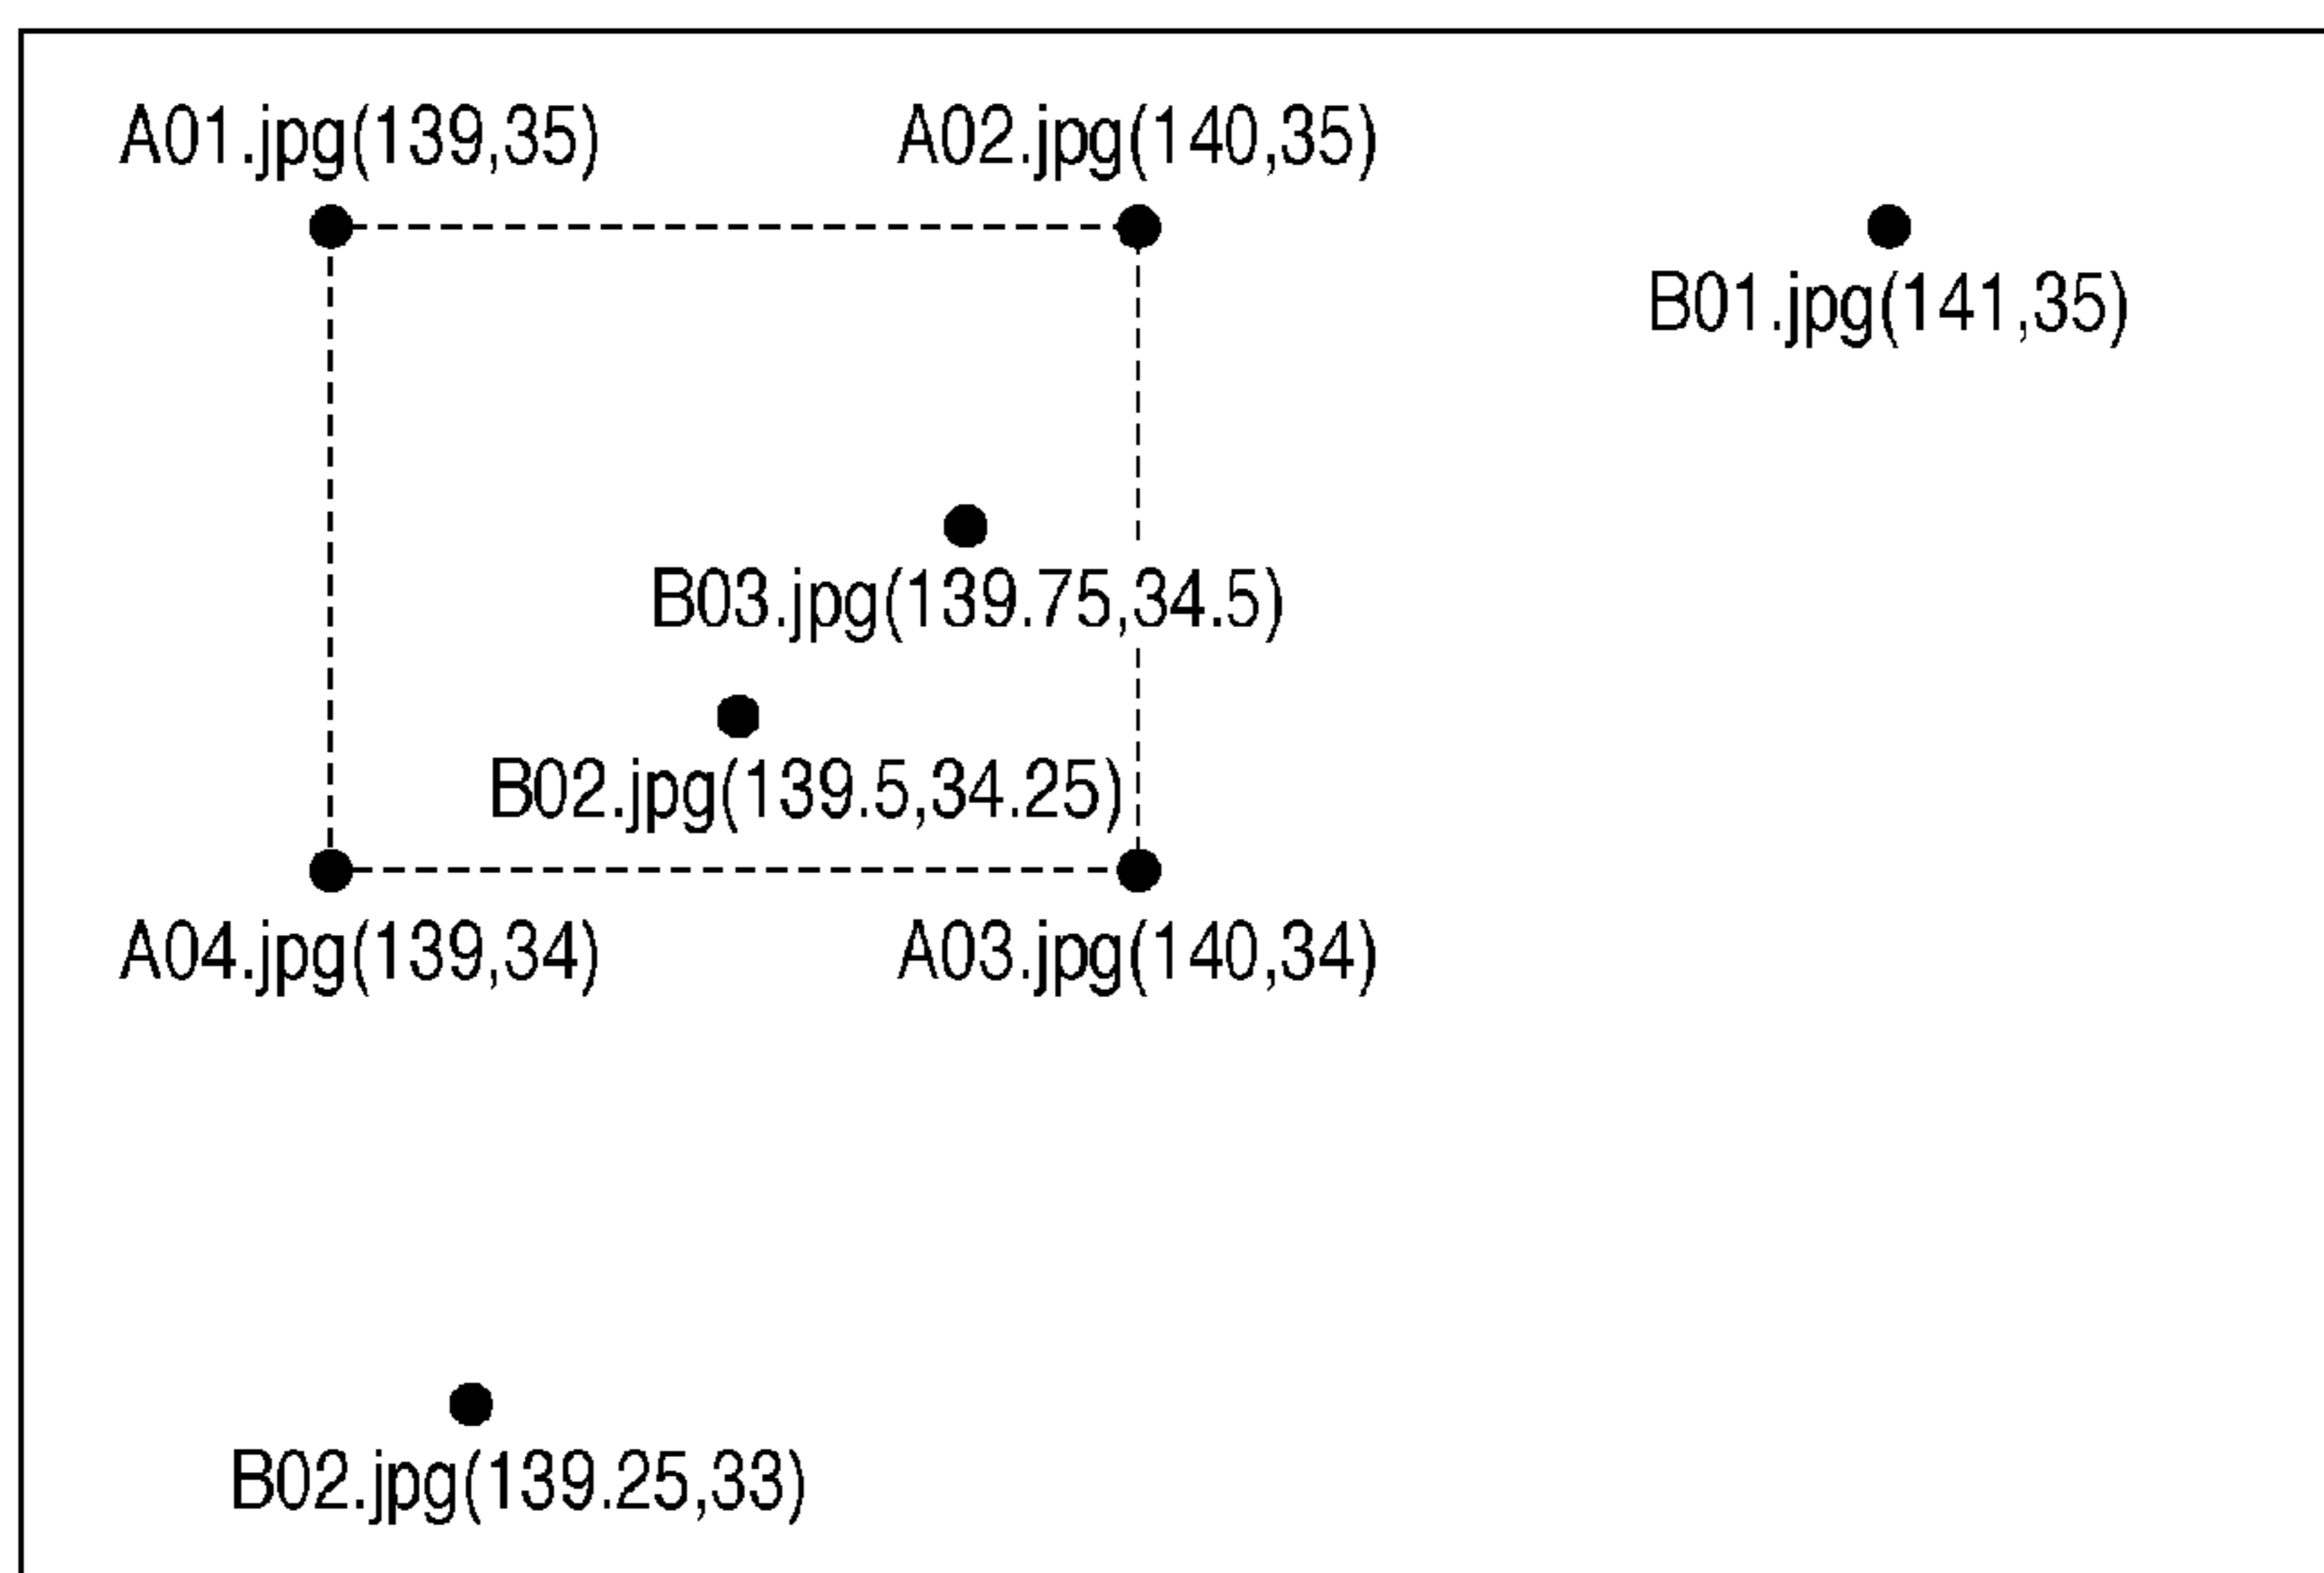 A01.jpg(139,35)
A02.jpg(140,35)
B01.jpg(141,35)
B03.jpg(139.75,34.5)
B02.jpg(139.5,34.25)
A04.jpg(139,34)
A03.jpg(140,34)
B02.jpg(139.25,33)